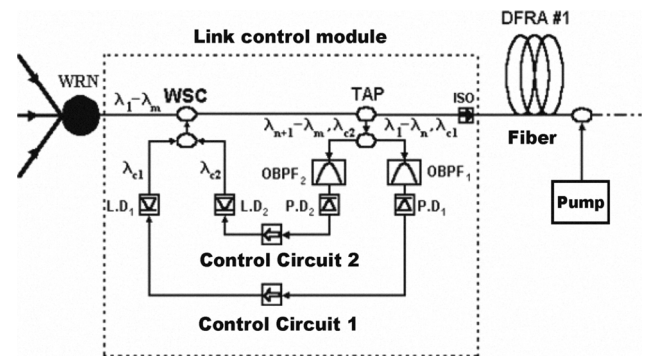 DFRA #1
Link control module
WRN
λ1–λm
WSC
TAP
ISO
λn+1–λm,λc2
λ1–λn,λc1
Fiber
λc1
λc2
OBPF2
OBPF1
L.D1
L.D2
P.D2
P.D1
Pump
Control Circuit 2
Control Circuit 1